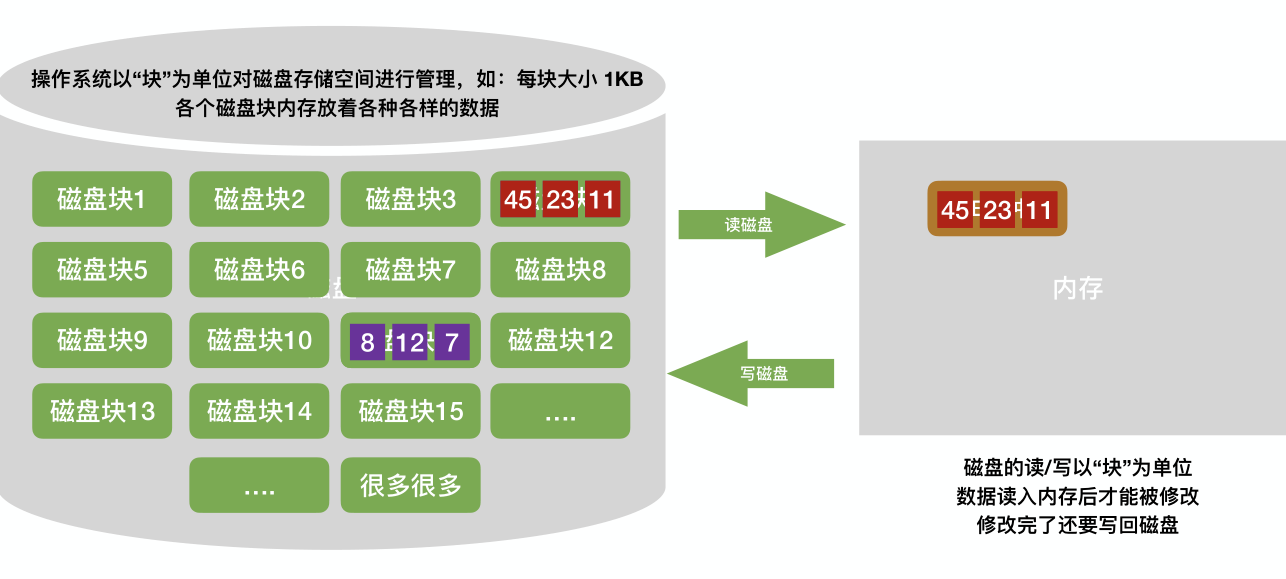 操作系统以“块”为单位对磁盘存储空间进行管理，如：每块大小 1KB
各个磁盘块内存放着各种各样的数据
磁盘块1 磁盘块2 磁盘块3 45 23 11
磁盘块5 磁盘块6 磁盘块7 磁盘块8
磁盘块9 磁盘块10 8 12 7 磁盘块12
磁盘块13 磁盘块14 磁盘块15 ....
.... 很多很多
读磁盘
写磁盘
45 23 11
内存
磁盘的读/写以“块”为单位
数据读入内存后才能被修改
修改完了还要写回磁盘